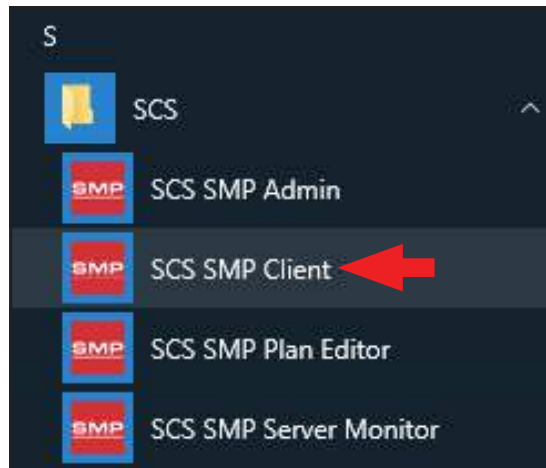 S
SCS
SMP SCS SMP Admin
SMP SCS SMP Client
SMP SCS SMP Plan Editor
SMP SCS SMP Server Monitor